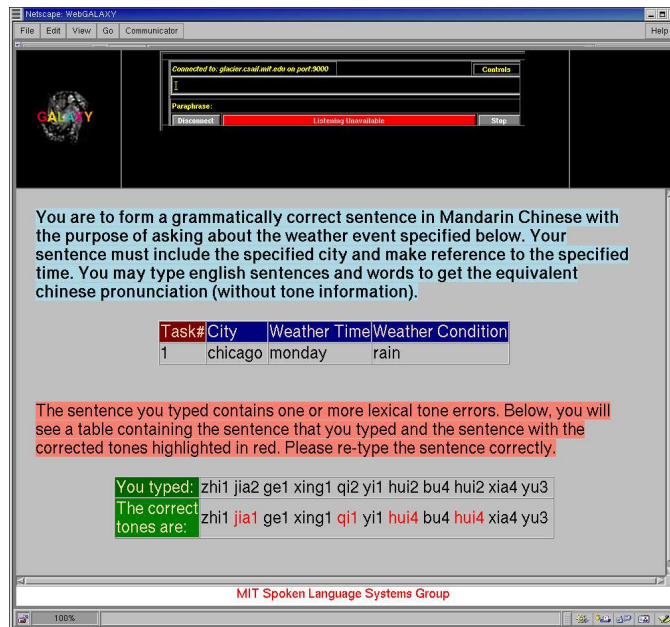 Netscape: WebGALAXY
File Edit View Go Communicator Help
Connected to: glacier.csail.mit.edu on port:9000 Controls
GALAXY
Paraphrase:
Disconnect Listening Unavailable Stop
You are to form a grammatically correct sentence in Mandarin Chinese with
the purpose of asking about the weather event specified below. Your
sentence must include the specified city and make reference to the specified
time. You may type english sentences and words to get the equivalent
chinese pronunciation (without tone information).
Task# City Weather Time Weather Condition
1 chicago monday rain
The sentence you typed contains one or more lexical tone errors. Below, you will
see a table containing the sentence that you typed and the sentence with the
corrected tones highlighted in red. Please re-type the sentence correctly.
You typed: zhi1 jia2 ge1 xing1 qi2 yi1 hui2 bu4 hui2 xia4 yu3
The correct
tones are: zhi1 jia1 ge1 xing1 qi1 yi1 hui4 bu4 hui4 xia4 yu3
MIT Spoken Language Systems Group
100%